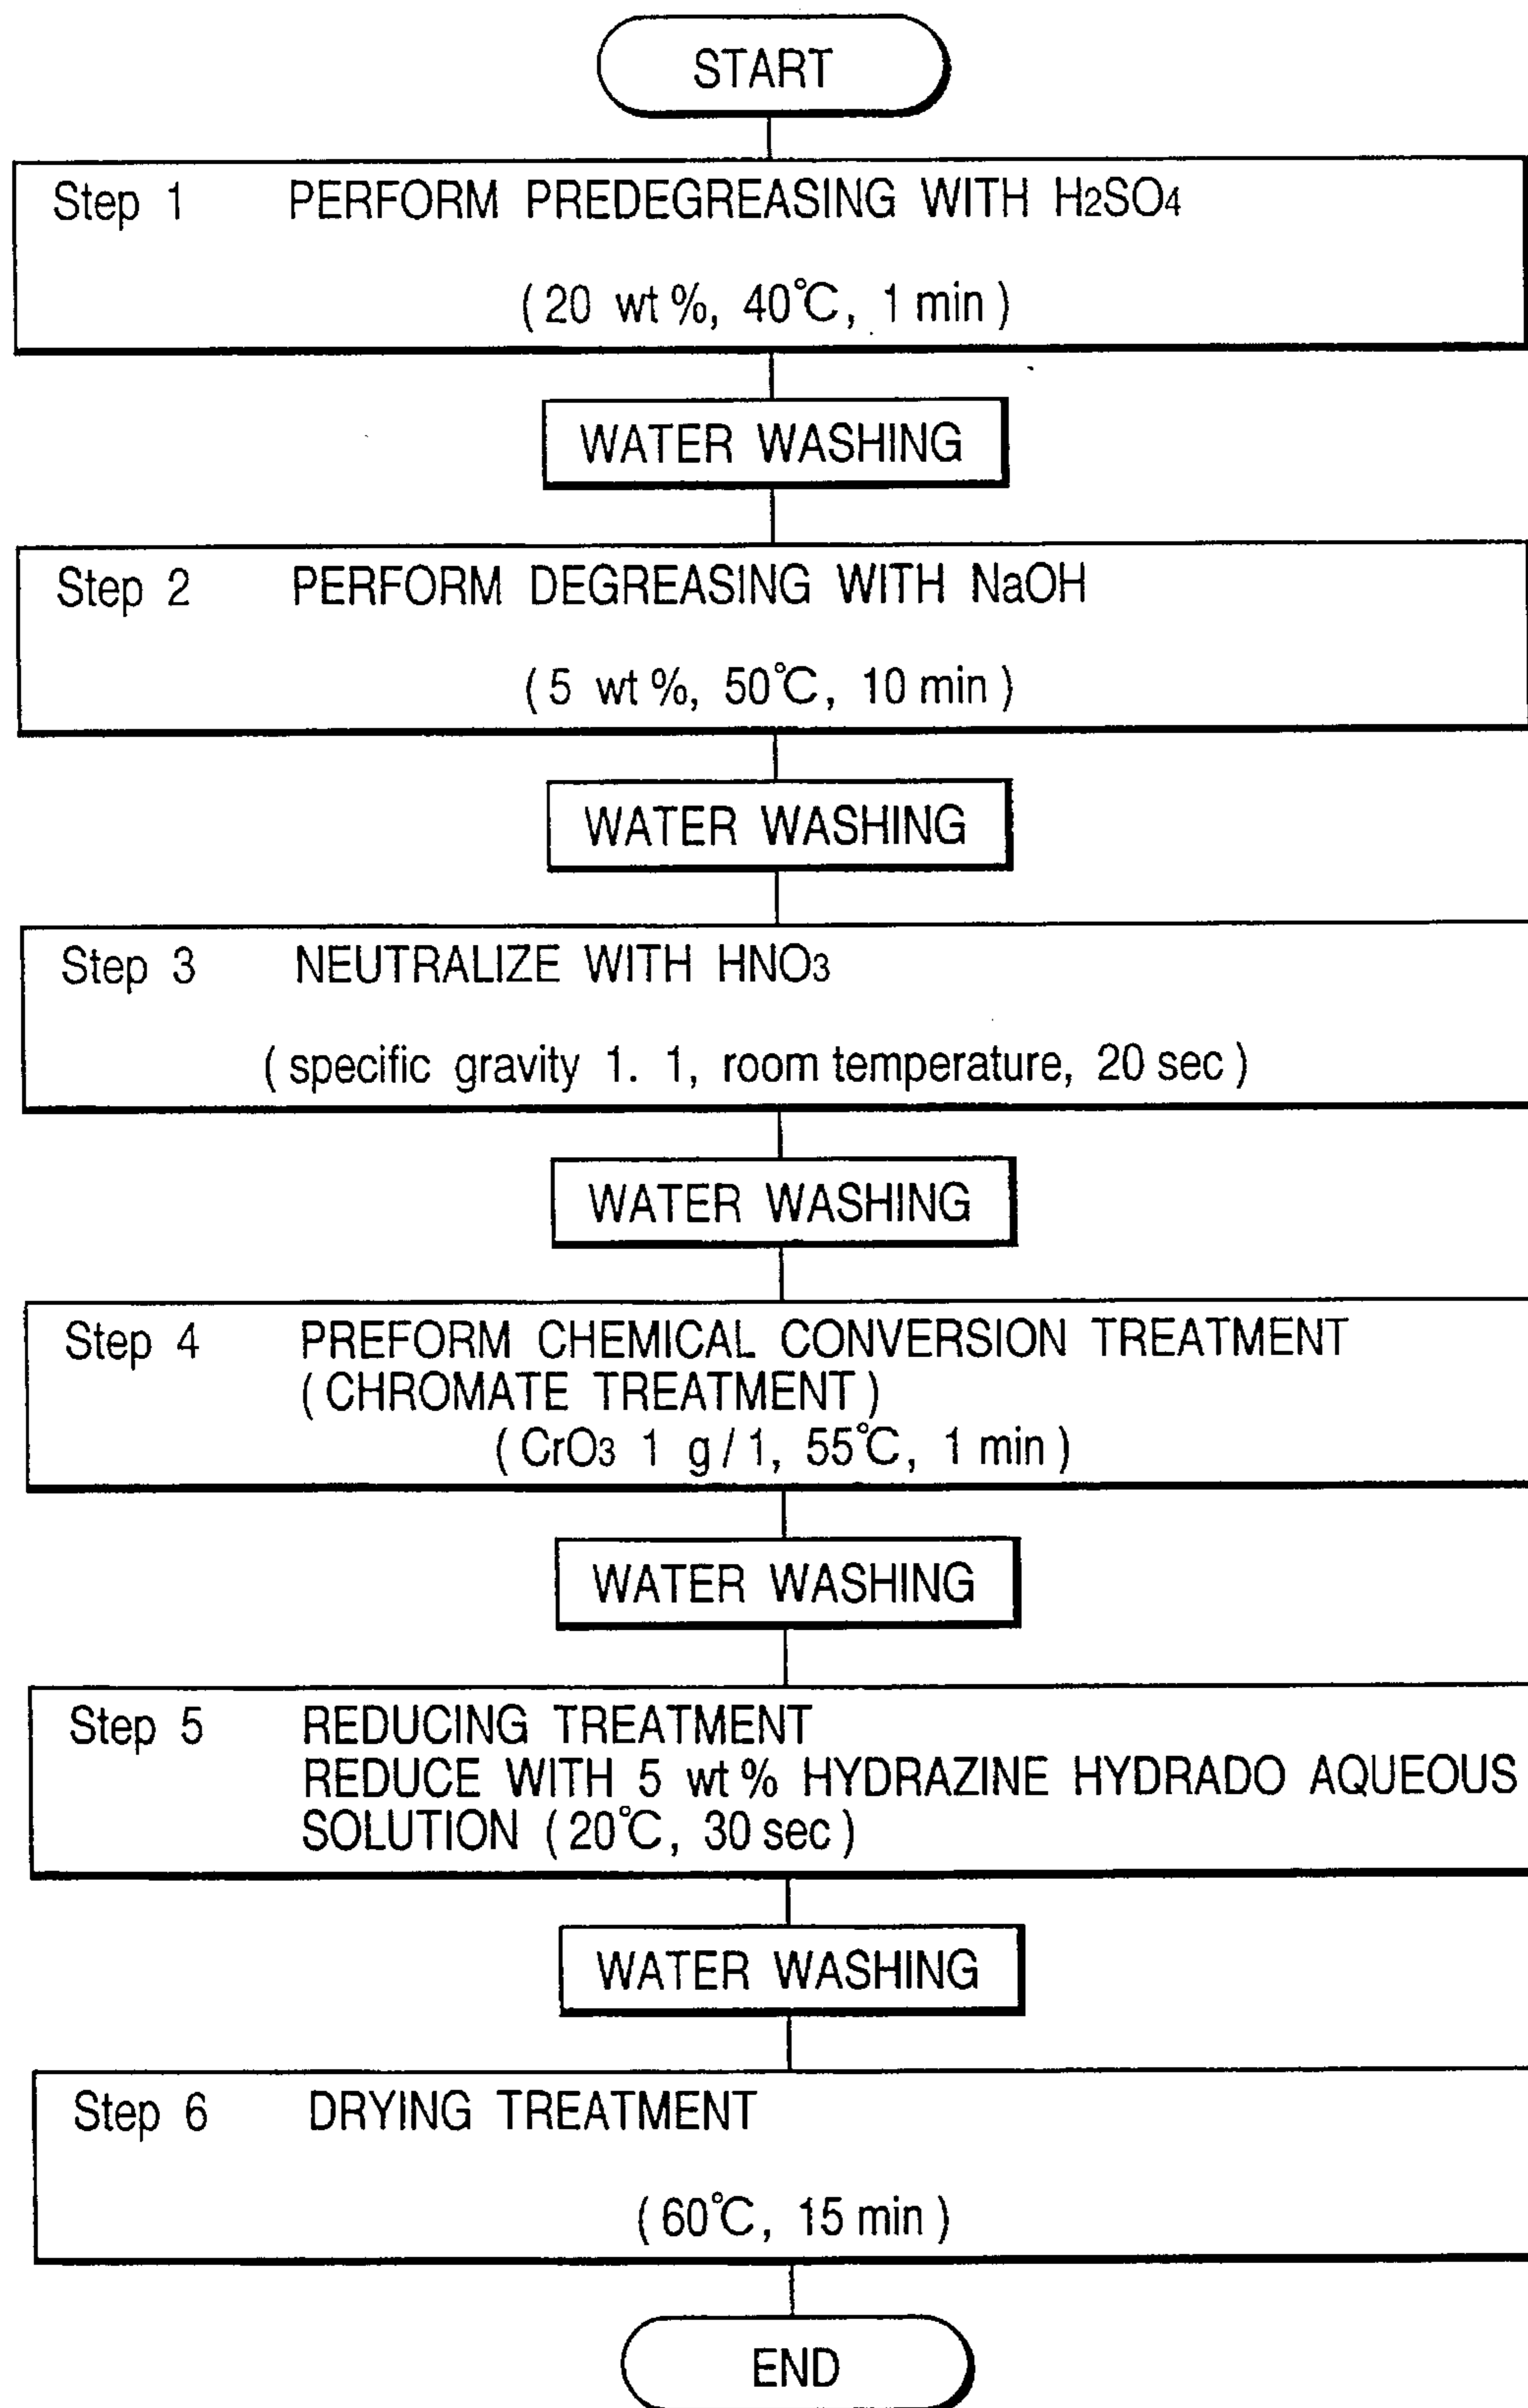 START
Step 1 PERFORM PREDEGREASING WITH H2SO4
( 20 wt %, 40℃, 1 min )
WATER WASHING
Step 2 PERFORM DEGREASING WITH NaOH
( 5 wt %, 50℃, 10 min )
WATER WASHING
Step 3 NEUTRALIZE WITH HNO3
( specific gravity 1. 1, room temperature, 20 sec )
WATER WASHING
Step 4 PREFORM CHEMICAL CONVERSION TREATMENT
( CHROMATE TREATMENT )
( CrO3 1 g / 1, 55℃, 1 min )
WATER WASHING
Step 5 REDUCING TREATMENT
REDUCE WITH 5 wt % HYDRAZINE HYDRADO AQUEOUS
SOLUTION ( 20℃, 30 sec )
WATER WASHING
Step 6 DRYING TREATMENT
( 60℃, 15 min )
END